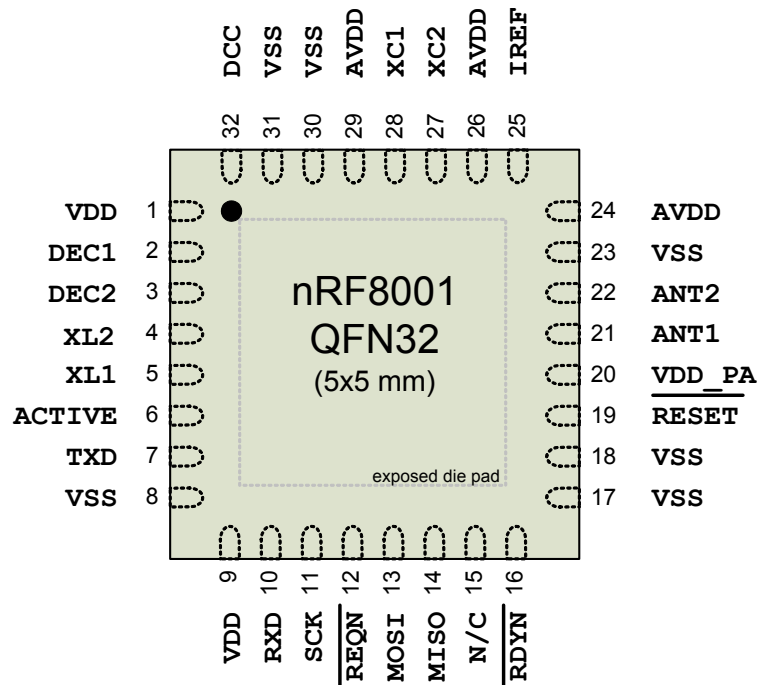 DCC VSS VSS AVDD XC1 XC2 AVDD IREF
32 31 30 29 28 27 26 25
VDD 1
DEC1 2
DEC2 3
XL2 4
XL1 5
ACTIVE 6
TXD 7
VSS 8
nRF8001
QFN32
(5x5 mm)
exposed die pad
24 AVDD
23 VSS
22 ANT2
21 ANT1
20 VDD_PA
19 RESET
18 VSS
17 VSS
9 10 11 12 13 14 15 16
VDD RXD SCK REQN MOSI MISO N/C RDYN